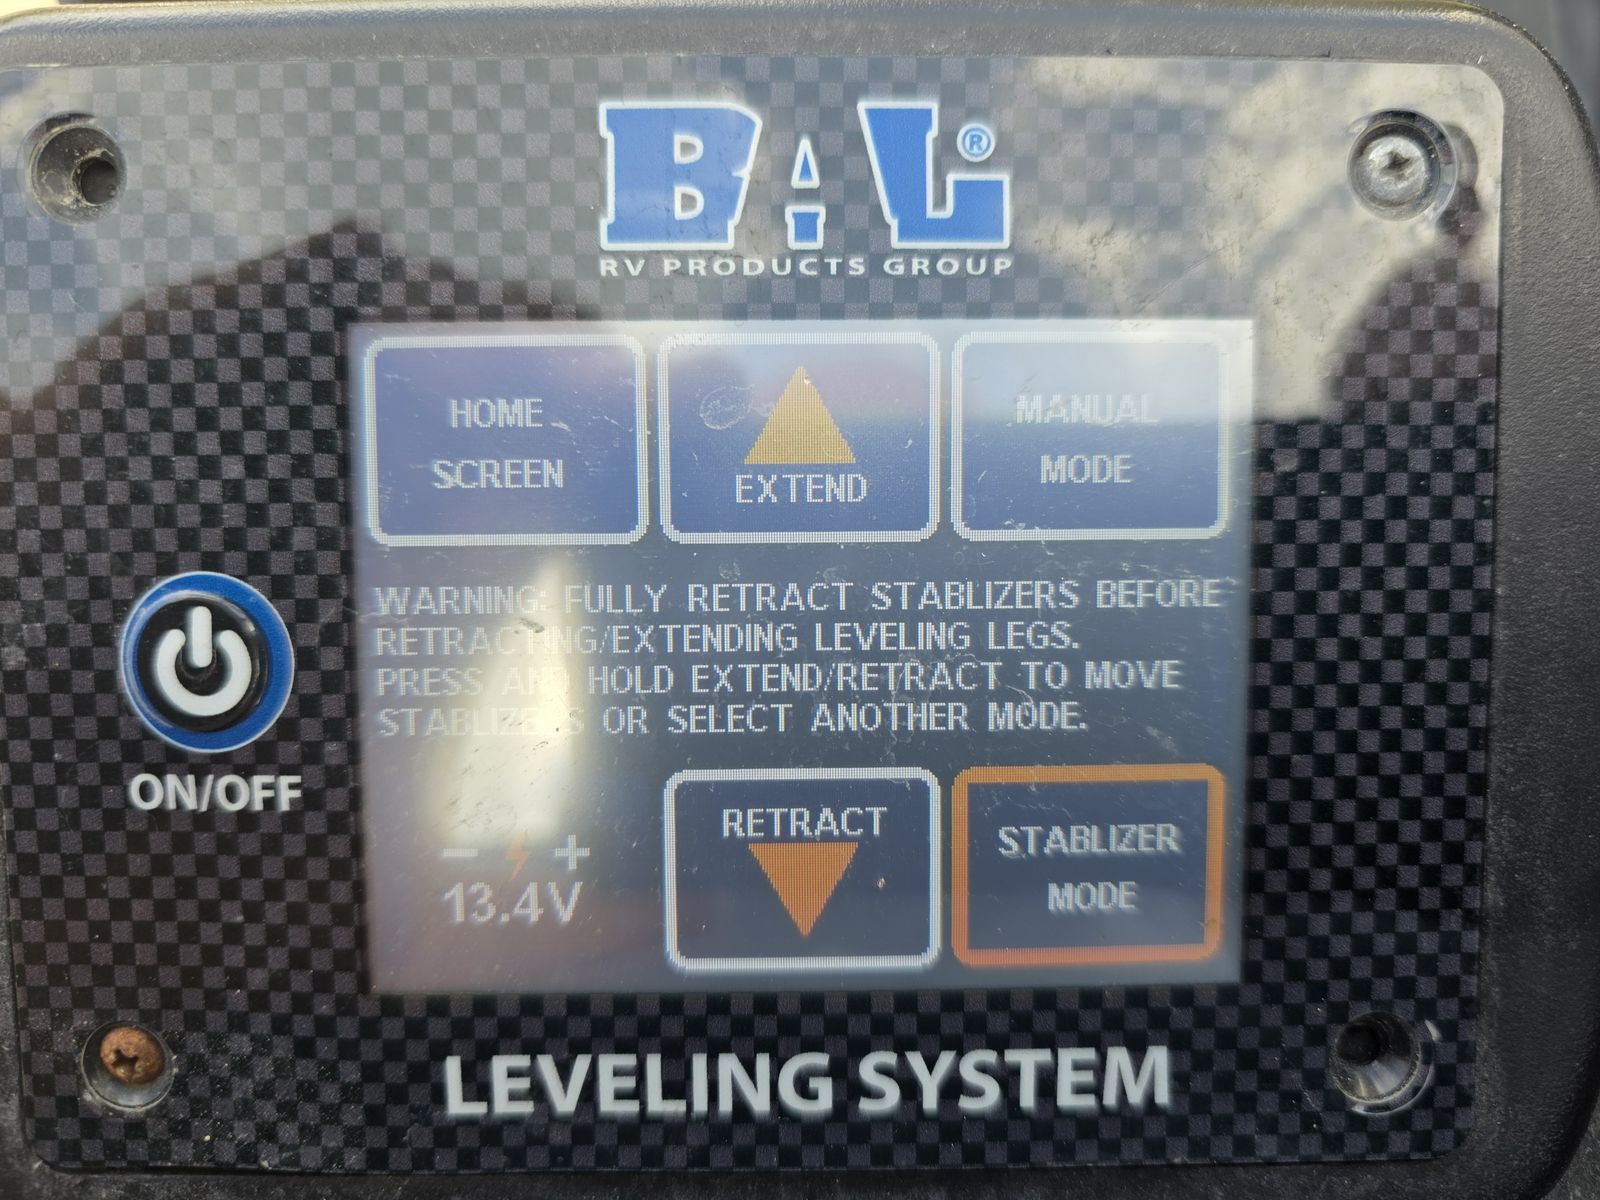 BAL®
RV PRODUCTS GROUP
HOME
SCREEN
EXTEND
MANUAL
MODE
WARNING: FULLY RETRACT STABLIZERS BEFORE
RETRACTING/EXTENDING LEVELING LEGS.
PRESS AND HOLD EXTEND/RETRACT TO MOVE
STABLIZERS OR SELECT ANOTHER MODE.
ON/OFF
- +
13.4V
RETRACT
STABLIZER
MODE
LEVELING SYSTEM